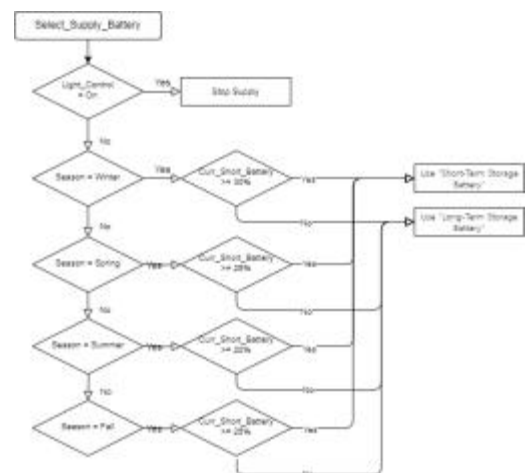 Select_Supply_Battery
Light_Control
= On
Yes
Stop Supply
No
Season = Winter
Yes
Curr_Short_Battery
>= 30%
Yes
Use "Short-Term Storage
Battery"
No
Use "Long-Term Storage
Battery"
No
Season = Spring
Yes
Curr_Short_Battery
>= 25%
Yes
No
No
Season = Summer
Yes
Curr_Short_Battery
>= 20%
Yes
No
No
Season = Fall
Yes
Curr_Short_Battery
>= 25%
Yes
No